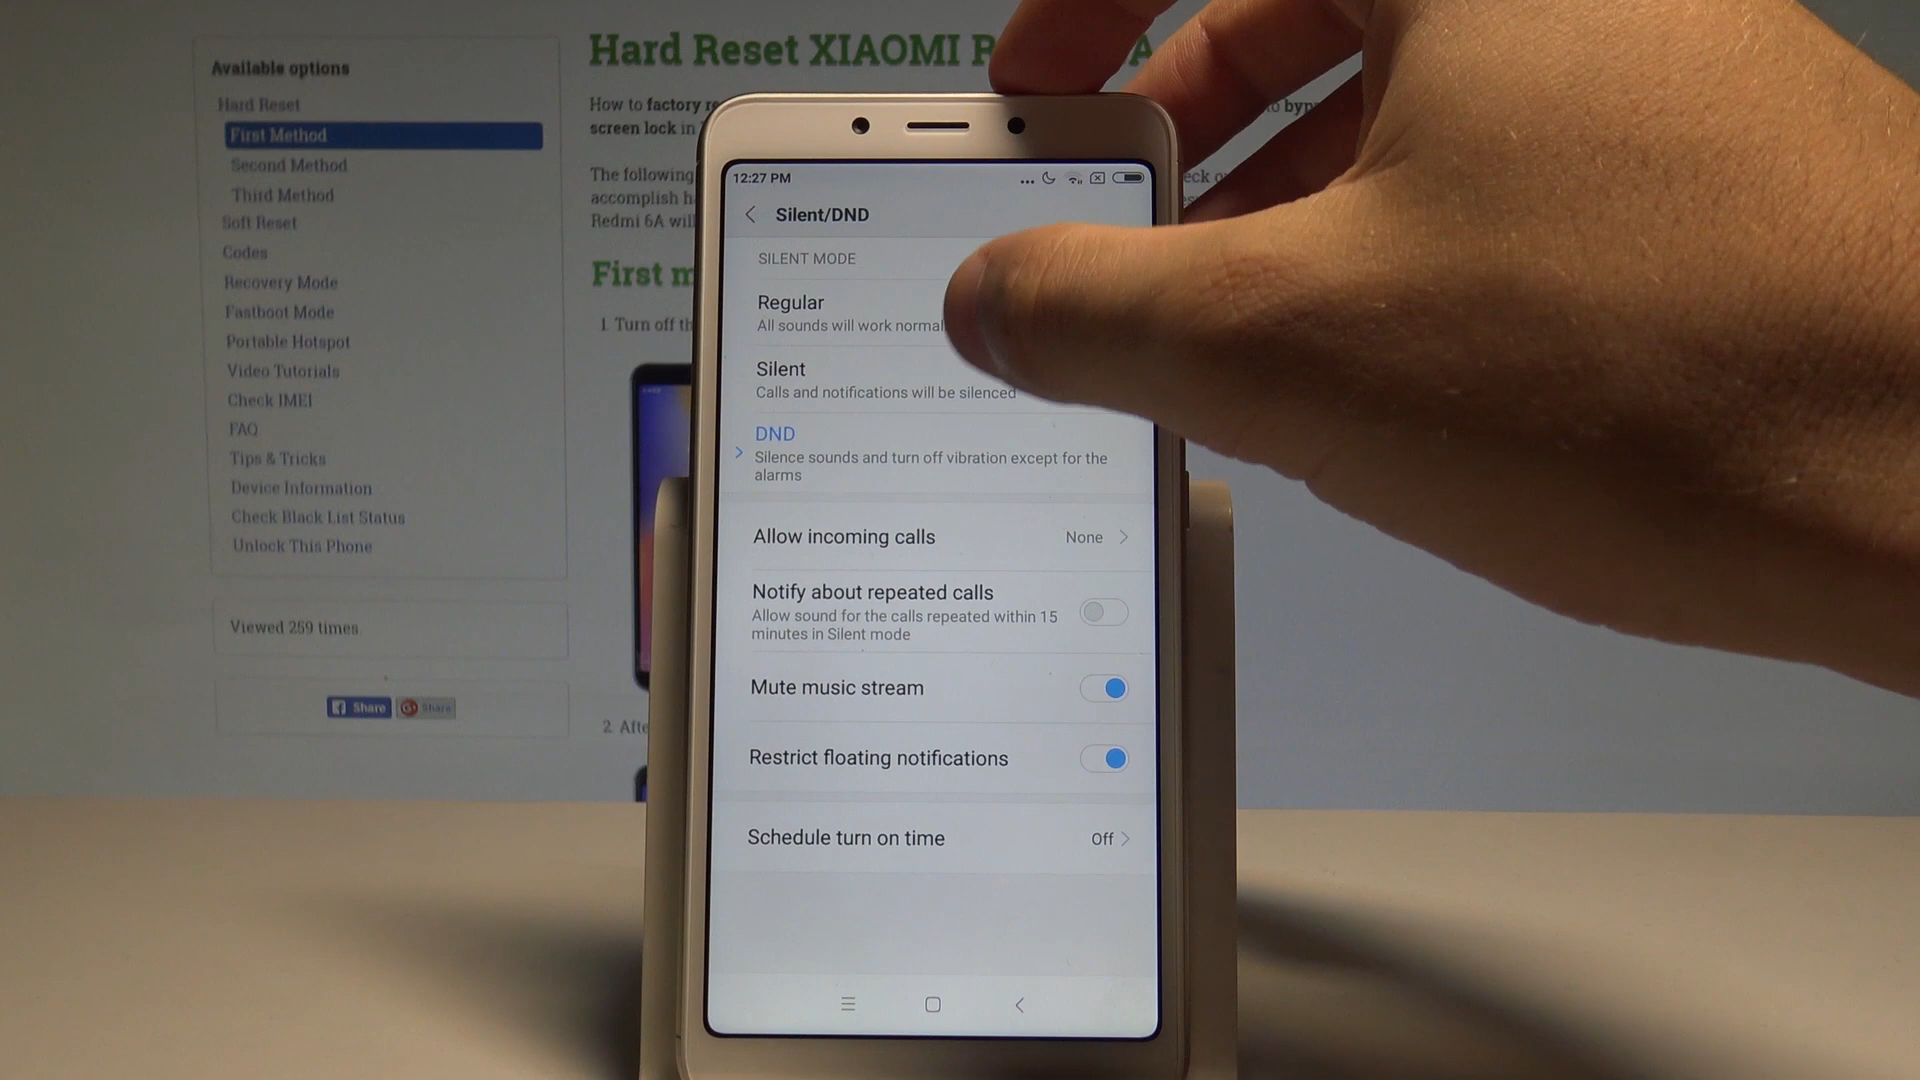 Available options
Hard Reset
First Method
Second Method
Third Method
Soft Reset
Codes
Recovery Mode
Fastboot Mode
Portable Hotspot
Video Tutorials
Check IMEI
FAQ
Tips & Tricks
Device Information
Check Black List Status
Unlock This Phone
Viewed 259 times
Share
Share
Hard Reset XIAOMI
How to factory
screen lock in
The following
accomplish
Redmi 6A will
First
1. Turn off
2.
12:27 PM
Silent/DND
SILENT MODE
Regular
All sounds will work
Silent
Calls and notifications will be silenced
DND
Silence sounds and turn off vibration except for the
alarms
Allow incoming calls
None
Notify about repeated calls
Allow sound for the calls repeated within 15
minutes in Silent mode
Mute music stream
Restrict floating notifications
Schedule turn on time
Off